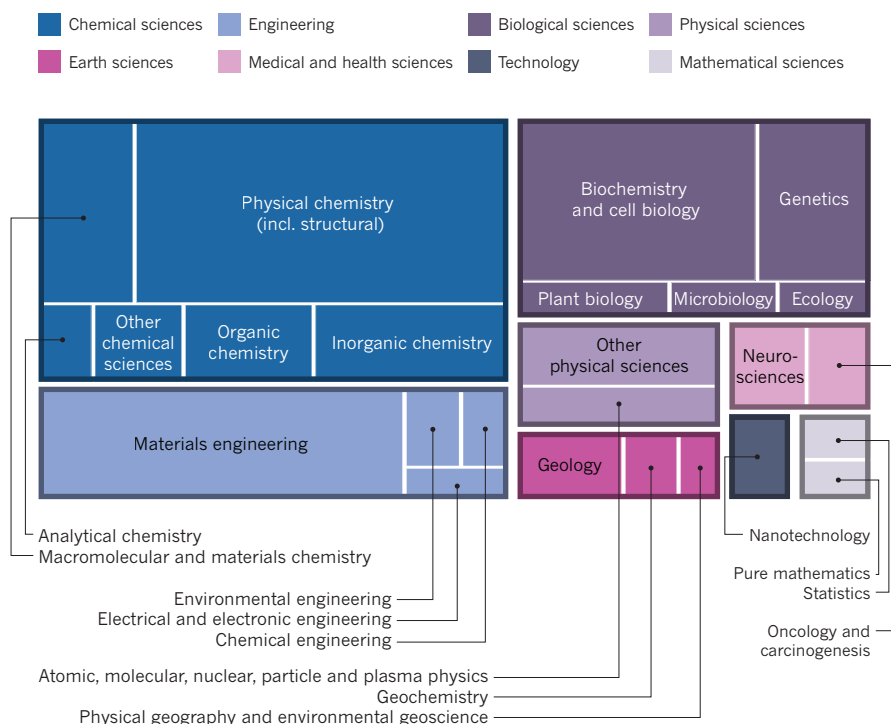 Chemical sciences
Engineering
Biological sciences
Physical sciences
Earth sciences
Medical and health sciences
Technology
Mathematical sciences
Physical chemistry
(incl. structural)
Biochemistry
and cell biology
Genetics
Plant biology
Microbiology
Ecology
Other
chemical
sciences
Organic
chemistry
Inorganic chemistry
Other
physical sciences
Neuro-
sciences
Materials engineering
Geology
Analytical chemistry
Macromolecular and materials chemistry
Nanotechnology
Pure mathematics
Statistics
Environmental engineering
Electrical and electronic engineering
Chemical engineering
Oncology and
carcinogenesis
Atomic, molecular, nuclear, particle and plasma physics
Geochemistry
Physical geography and environmental geoscience